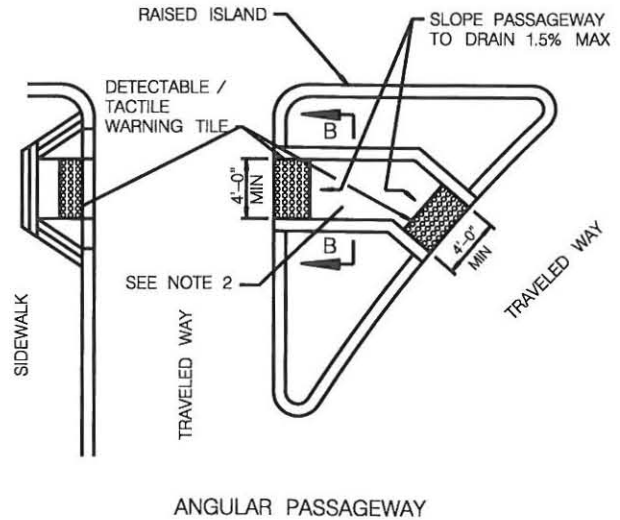 RAISED ISLAND
SLOPE PASSAGEWAY
TO DRAIN 1.5% MAX
DETECTABLE /
TACTILE
WARNING TILE
B
4'-0"
MIN
B
4'-0"
MIN
SEE NOTE 2
SIDEWALK
TRAVELED WAY
TRAVELED WAY
ANGULAR PASSAGEWAY